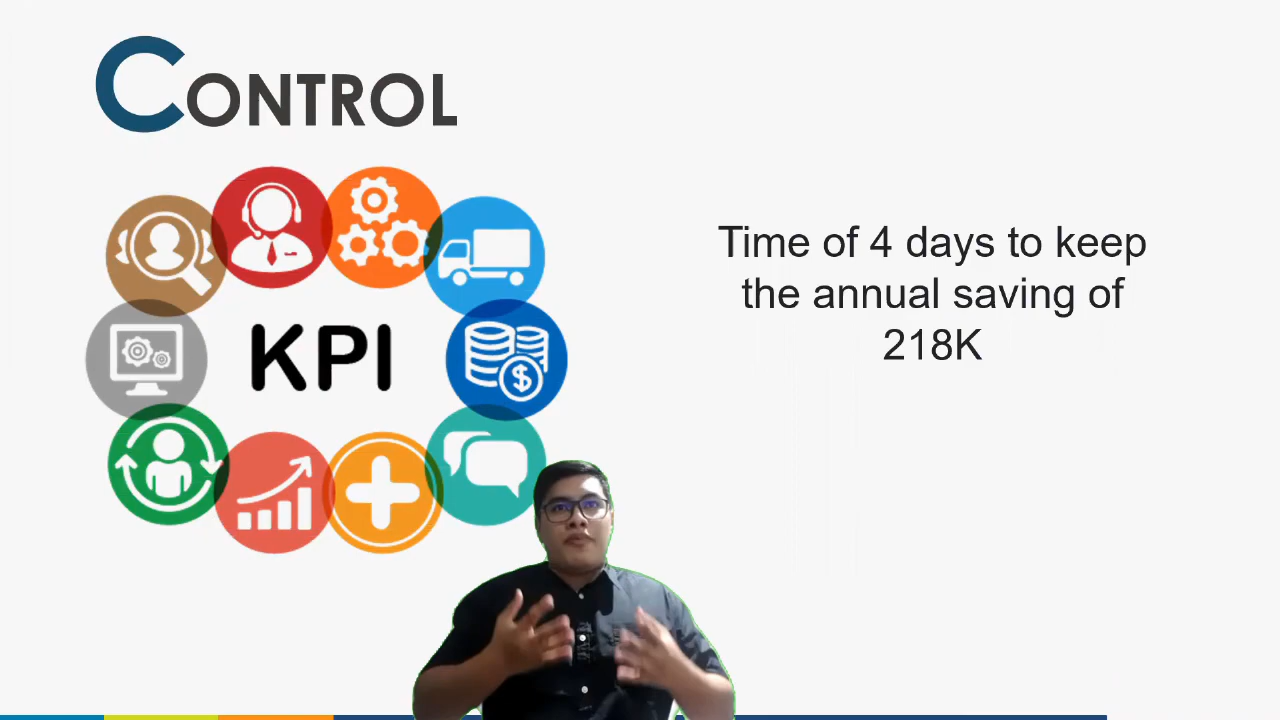 CONTROL
KPI
Time of 4 days to keep
the annual saving of
218K